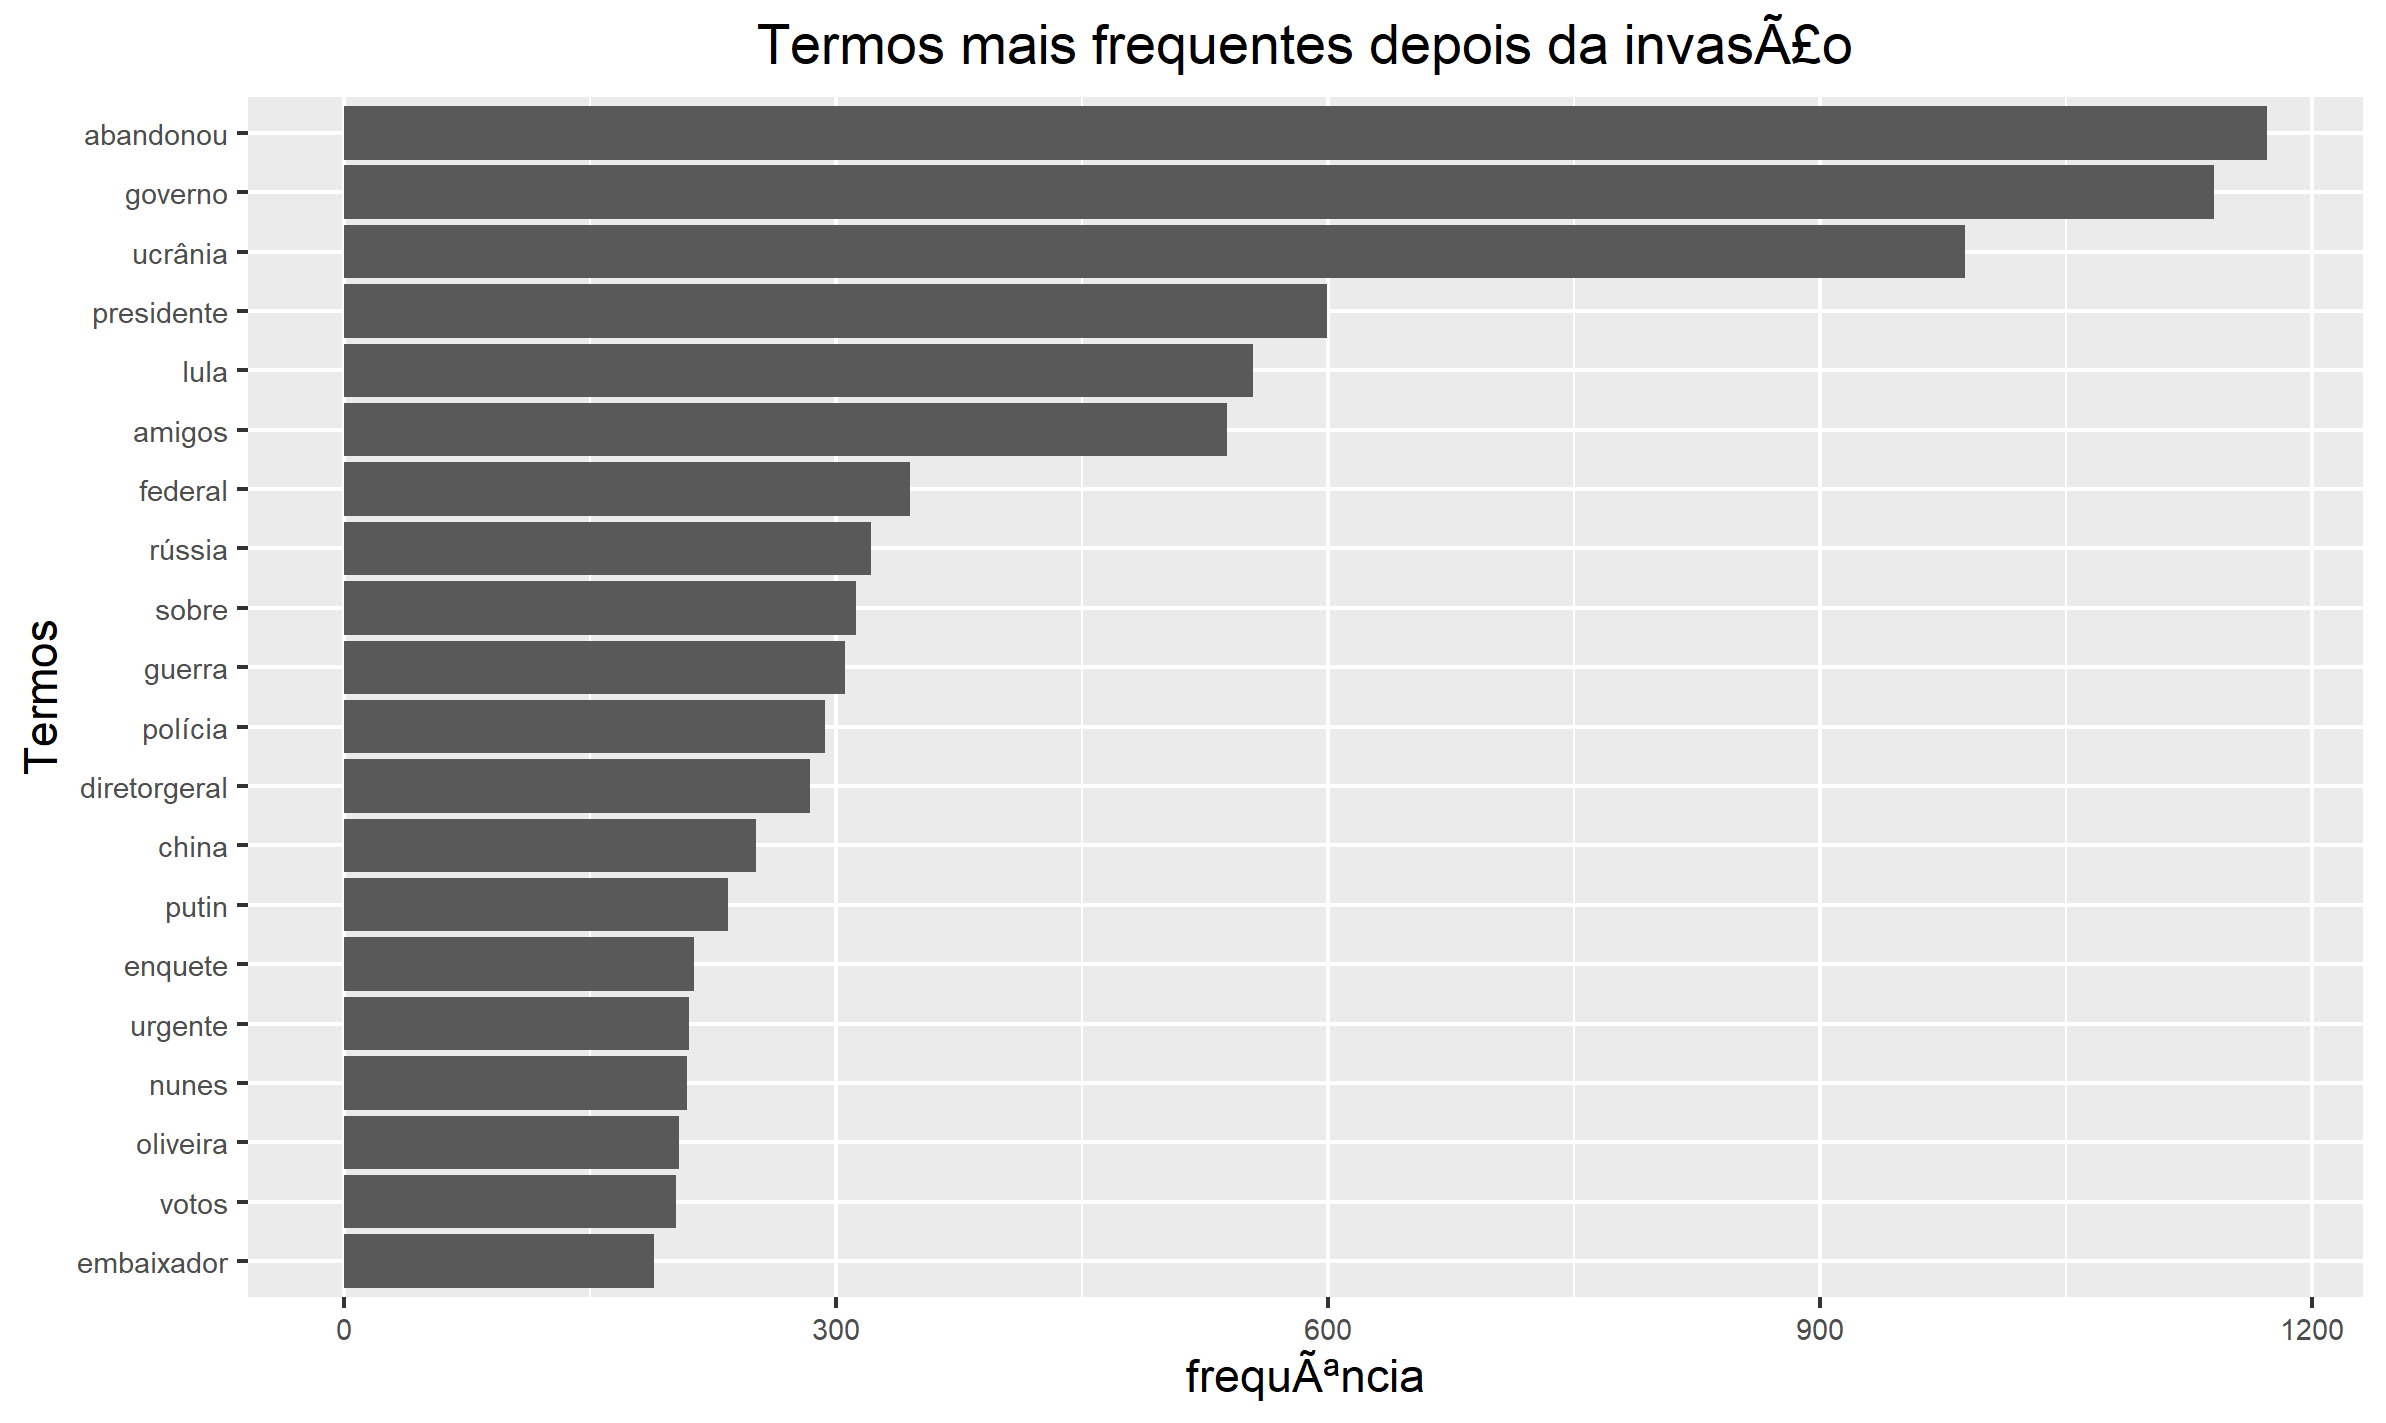 Termos mais frequentes depois da invasÃ£o
abandonou
governo
ucrânia
presidente
lula
amigos
federal
rússia
sobre
guerra
polícia
diretorgeral
china
putin
enquete
urgente
nunes
oliveira
votos
embaixador
Termos
0 300 600 900 1200
frequÃªncia